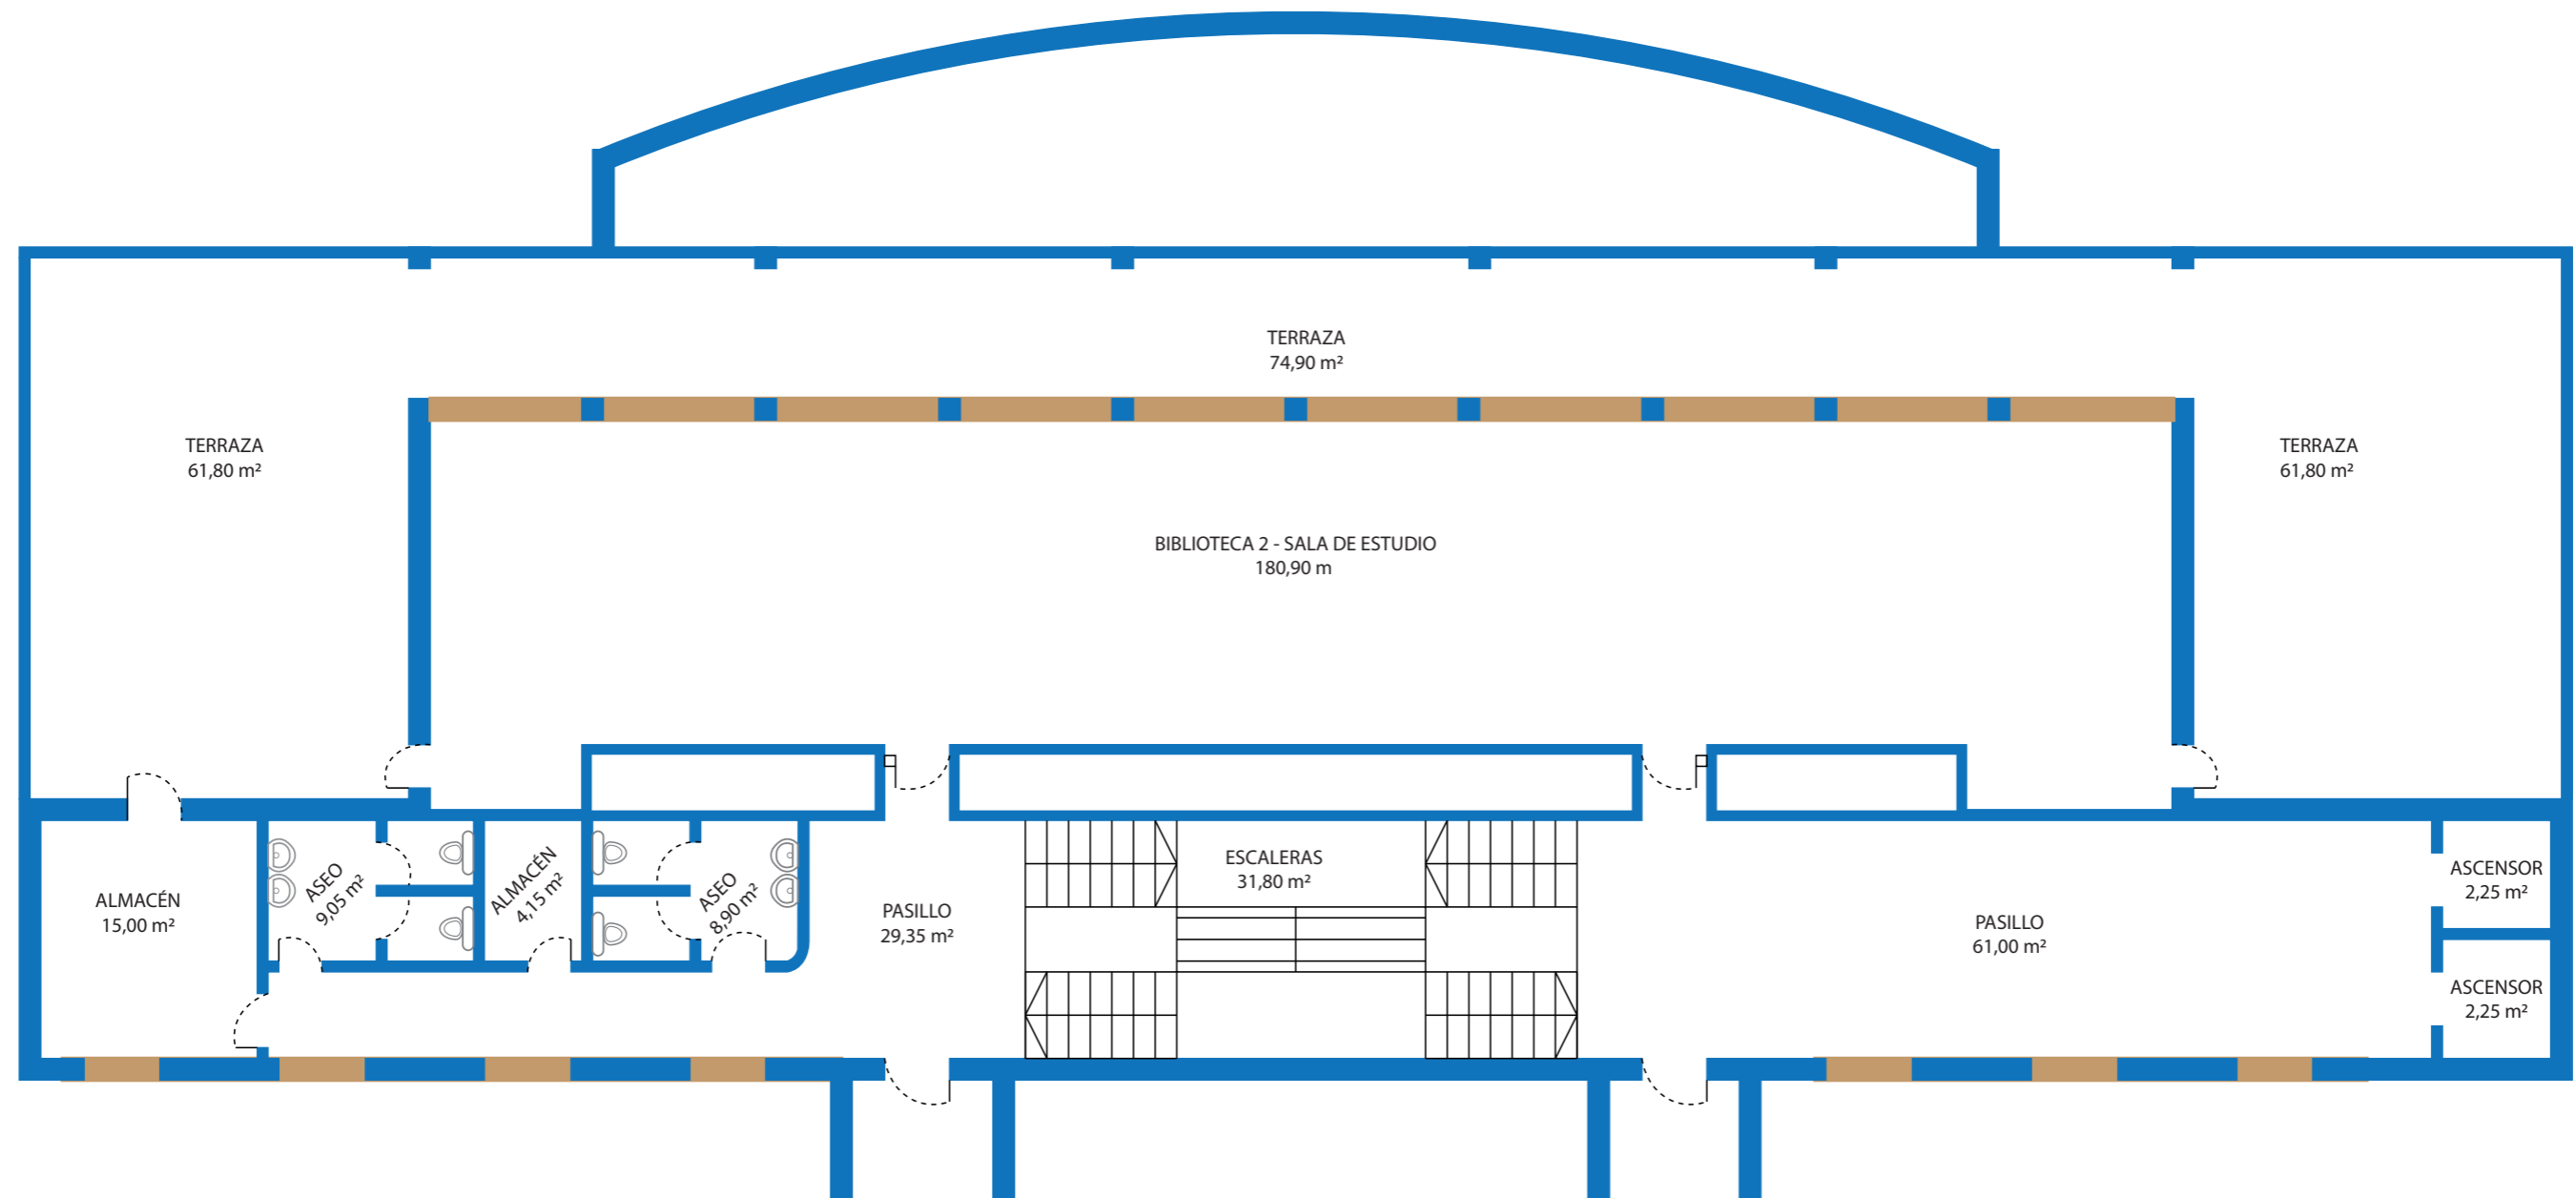 TERRAZA
74,90 m²
TERRAZA
61,80 m²
TERRAZA
61,80 m²
BIBLIOTECA 2 - SALA DE ESTUDIO
180,90 m
ALMACÉN
15,00 m²
ASEO
9,05 m²
ALMACÉN
4,15 m²
ASEO
8,90 m²
PASILLO
29,35 m²
ESCALERAS
31,80 m²
PASILLO
61,00 m²
ASCENSOR
2,25 m²
ASCENSOR
2,25 m²